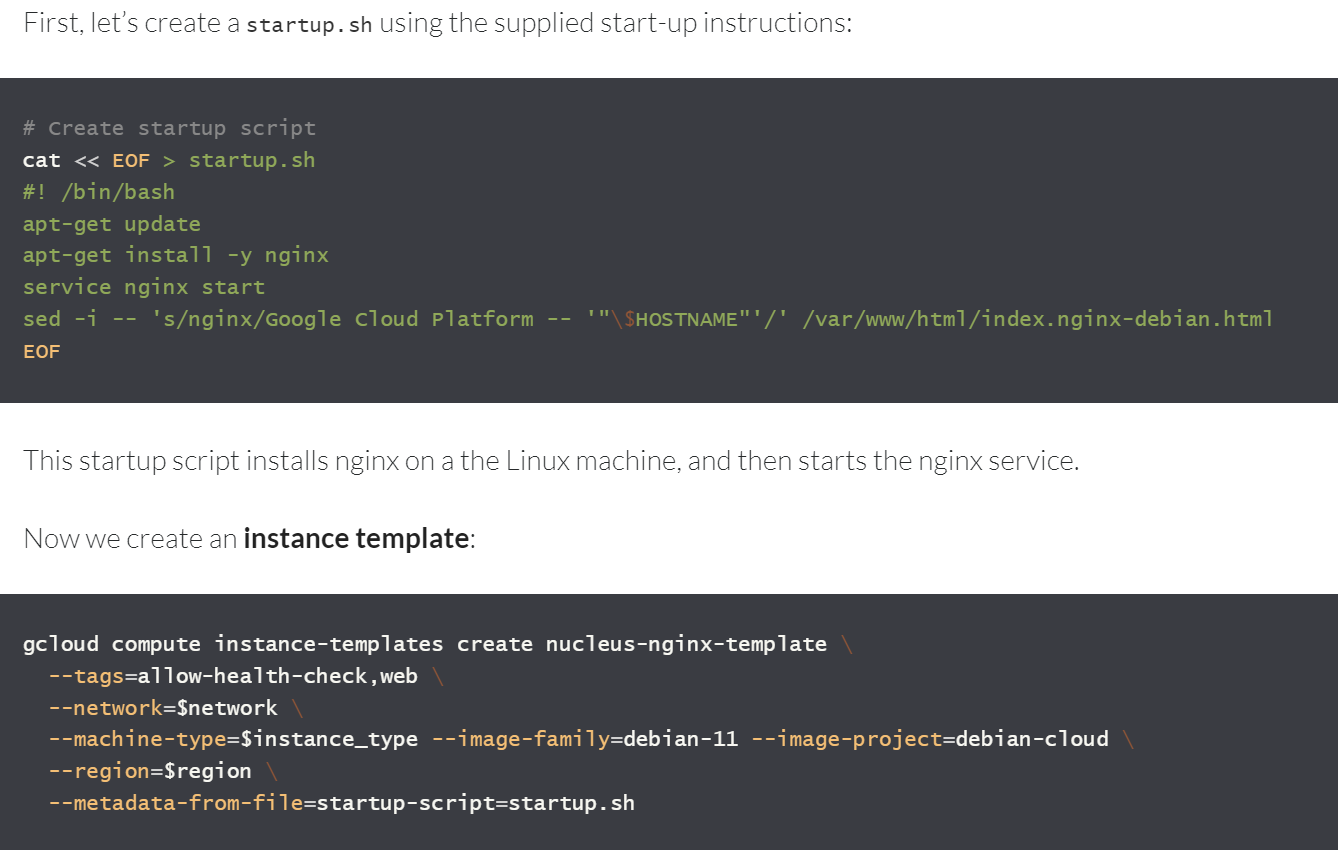 First, let’s create a startup.sh using the supplied start-up instructions:
# Create startup script
cat << EOF > startup.sh
#! /bin/bash
apt-get update
apt-get install -y nginx
service nginx start
sed -i -- 's/nginx/Google Cloud Platform -- '"\$HOSTNAME"'/' /var/www/html/index.nginx-debian.html
EOF
This startup script installs nginx on a the Linux machine, and then starts the nginx service.
Now we create an instance template:
gcloud compute instance-templates create nucleus-nginx-template \
  --tags=allow-health-check,web \
  --network=$network \
  --machine-type=$instance_type --image-family=debian-11 --image-project=debian-cloud \
  --region=$region \
  --metadata-from-file=startup-script=startup.sh